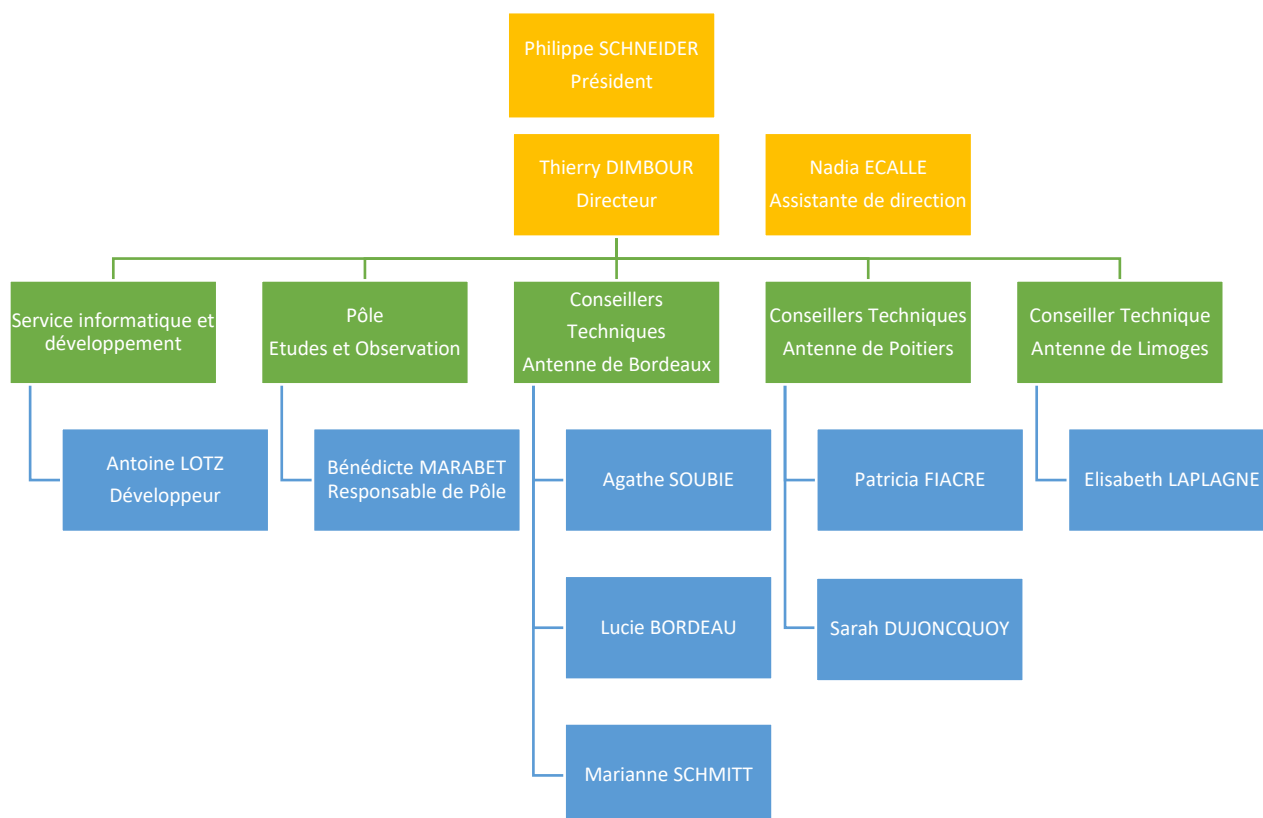 Philippe SCHNEIDER
Président
Thierry DIMBOUR
Directeur
Nadia ECALLE
Assistante de direction
Service informatique et
développement
Pôle
Etudes et Observation
Conseillers
Techniques
Antenne de Bordeaux
Conseillers Techniques
Antenne de Poitiers
Conseiller Technique
Antenne de Limoges
Antoine LOTZ
Développeur
Bénédicte MARABET
Responsable de Pôle
Agathe SOUBIE
Patricia FIACRE
Elisabeth LAPLAGNE
Lucie BORDEAU
Sarah DUJONCQUOY
Marianne SCHMITT